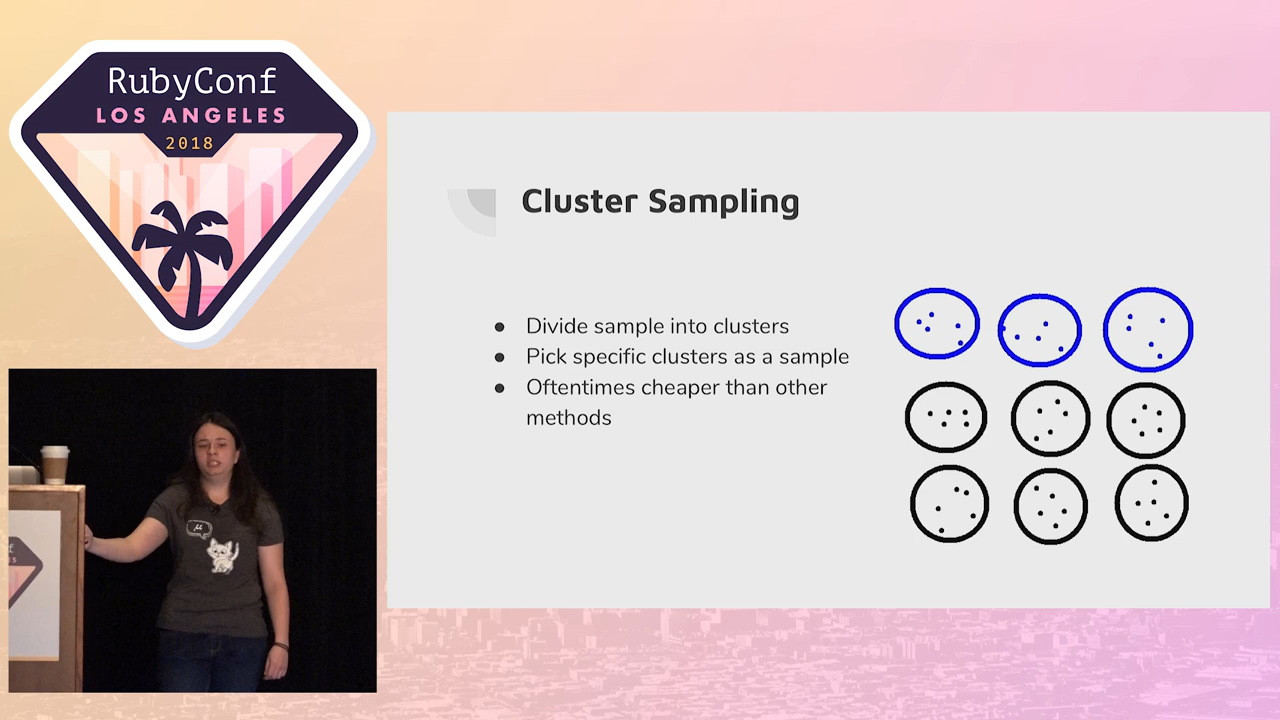 RubyConf
LOS ANGELES
2018
Cluster Sampling
● Divide sample into clusters
● Pick specific clusters as a sample
● Oftentimes cheaper than other
methods
μ